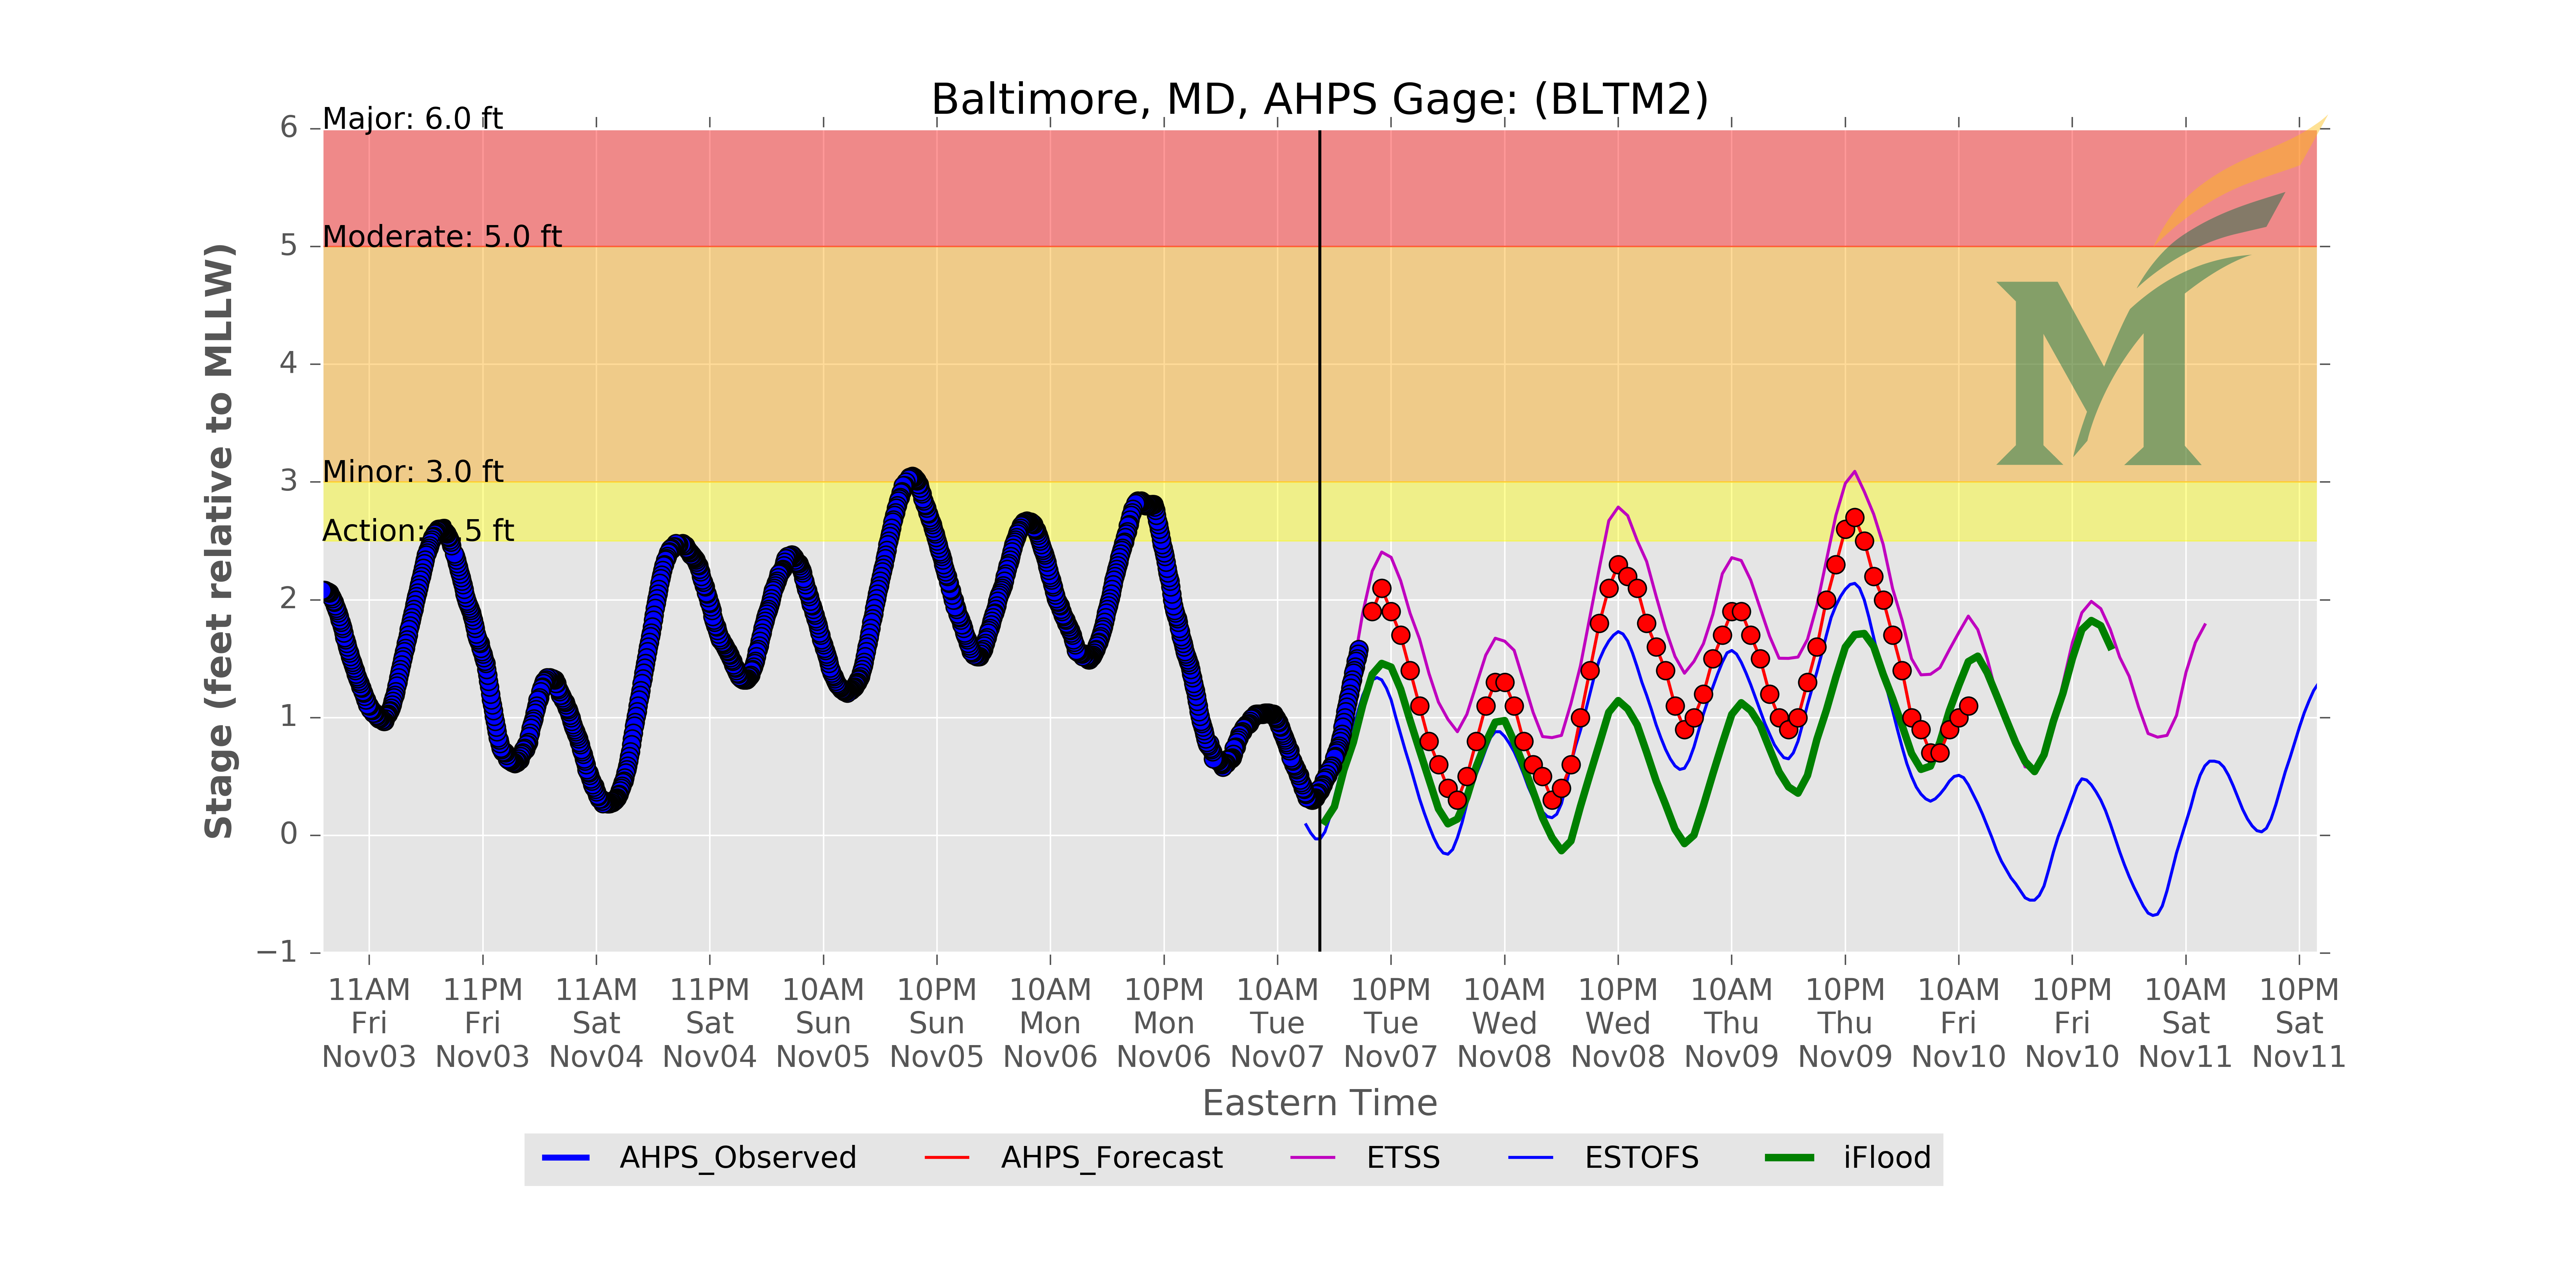 Baltimore, MD, AHPS Gage: (BLTM2)
Major: 6.0 ft
Moderate: 5.0 ft
Minor: 3.0 ft
Action: .5 ft
Stage (feet relative to MLLW)
6
5
4
3
2
1
0
−1
11AM 11PM 11AM 11PM 10AM 10PM 10AM 10PM 10AM 10PM 10AM 10PM 10AM 10PM 10AM 10PM 10AM 10PM
Fri Fri Sat Sat Sun Sun Mon Mon Tue Tue Wed Wed Thu Thu Fri Fri Sat Sat
Nov03 Nov03 Nov04 Nov04 Nov05 Nov05 Nov06 Nov06 Nov07 Nov07 Nov08 Nov08 Nov09 Nov09 Nov10 Nov10 Nov11 Nov11
Eastern Time
AHPS_Observed AHPS_Forecast ETSS ESTOFS iFlood
M